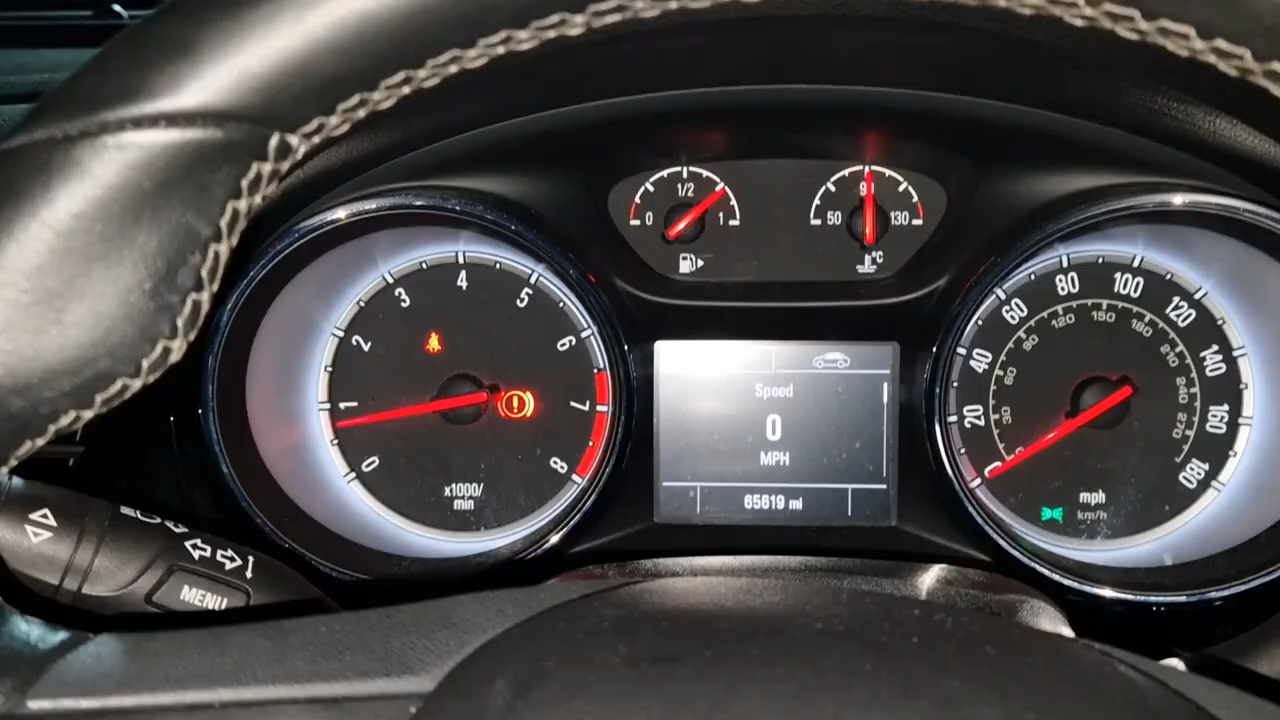 1/2
0 1
90
50 130
°C
0 1 2 3 4 5 6 7 8
x1000/
min
Speed
0
MPH
65619 mi
0 20 40 60 80 100 120 140 160 180
0 30 60 90 120 150 180 210 240 270
mph
km/h
MENU